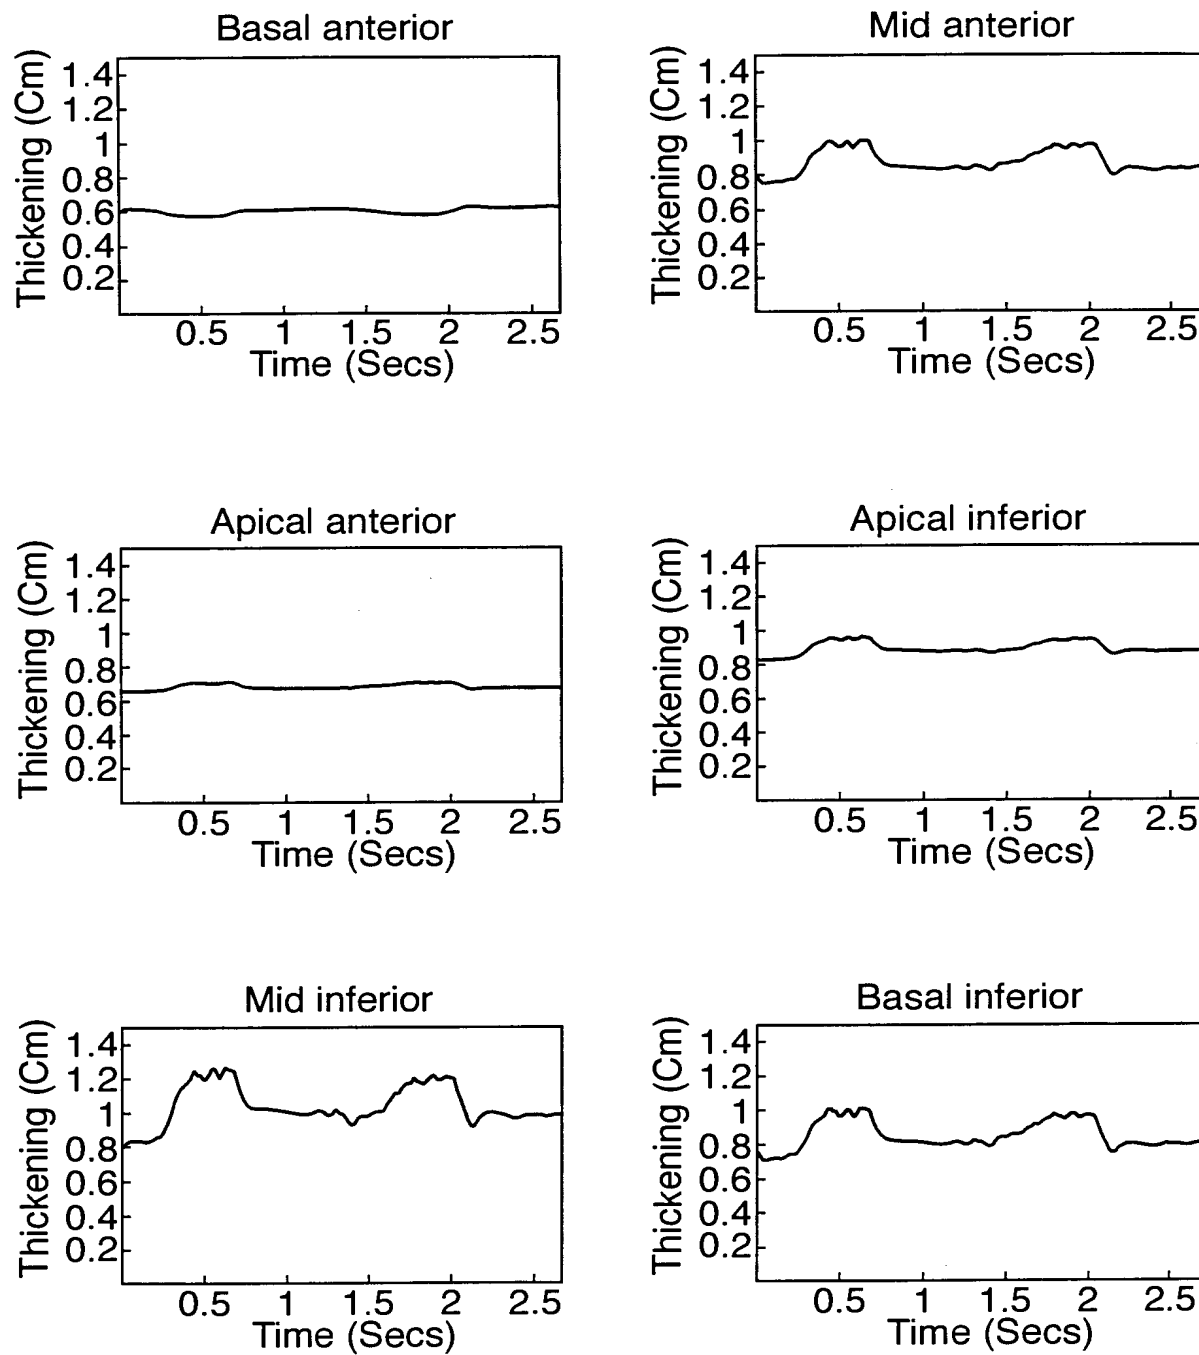 Basal anterior
Thickening (Cm)
1.4
1.2
1
0.8
0.6
0.4
0.2
0.5 1 1.5 2 2.5
Time (Secs)
Mid anterior
Thickening (Cm)
1.4
1.2
1
0.8
0.6
0.4
0.2
0.5 1 1.5 2 2.5
Time (Secs)
Apical anterior
Thickening (Cm)
1.4
1.2
1
0.8
0.6
0.4
0.2
0.5 1 1.5 2 2.5
Time (Secs)
Apical inferior
Thickening (Cm)
1.4
1.2
1
0.8
0.6
0.4
0.2
0.5 1 1.5 2 2.5
Time (Secs)
Mid inferior
Thickening (Cm)
1.4
1.2
1
0.8
0.6
0.4
0.2
0.5 1 1.5 2 2.5
Time (Secs)
Basal inferior
Thickening (Cm)
1.4
1.2
1
0.8
0.6
0.4
0.2
0.5 1 1.5 2 2.5
Time (Secs)